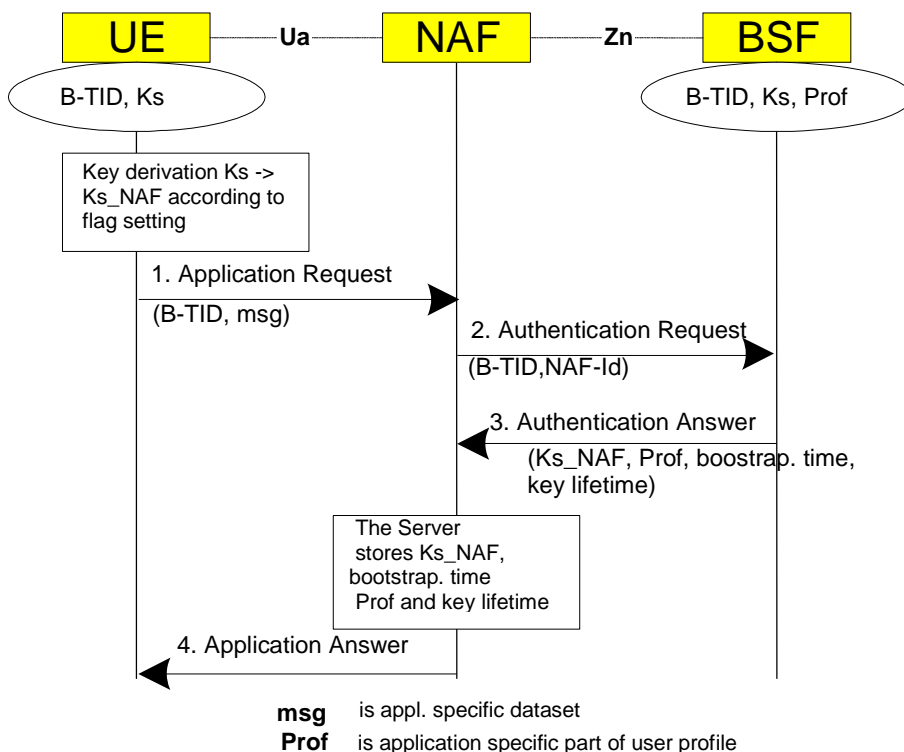 UE
Ua
NAF
Zn
BSF
B-TID, Ks
B-TID, Ks, Prof
Key derivation Ks ->
Ks_NAF according to
flag setting
1. Application Request
(B-TID, msg)
2. Authentication Request
(B-TID,NAF-Id)
3. Authentication Answer
(Ks_NAF, Prof, boostrap. time,
key lifetime)
The Server
stores Ks_NAF,
bootstrap. time
Prof and key lifetime
4. Application Answer
msg is appl. specific dataset
Prof is application specific part of user profile